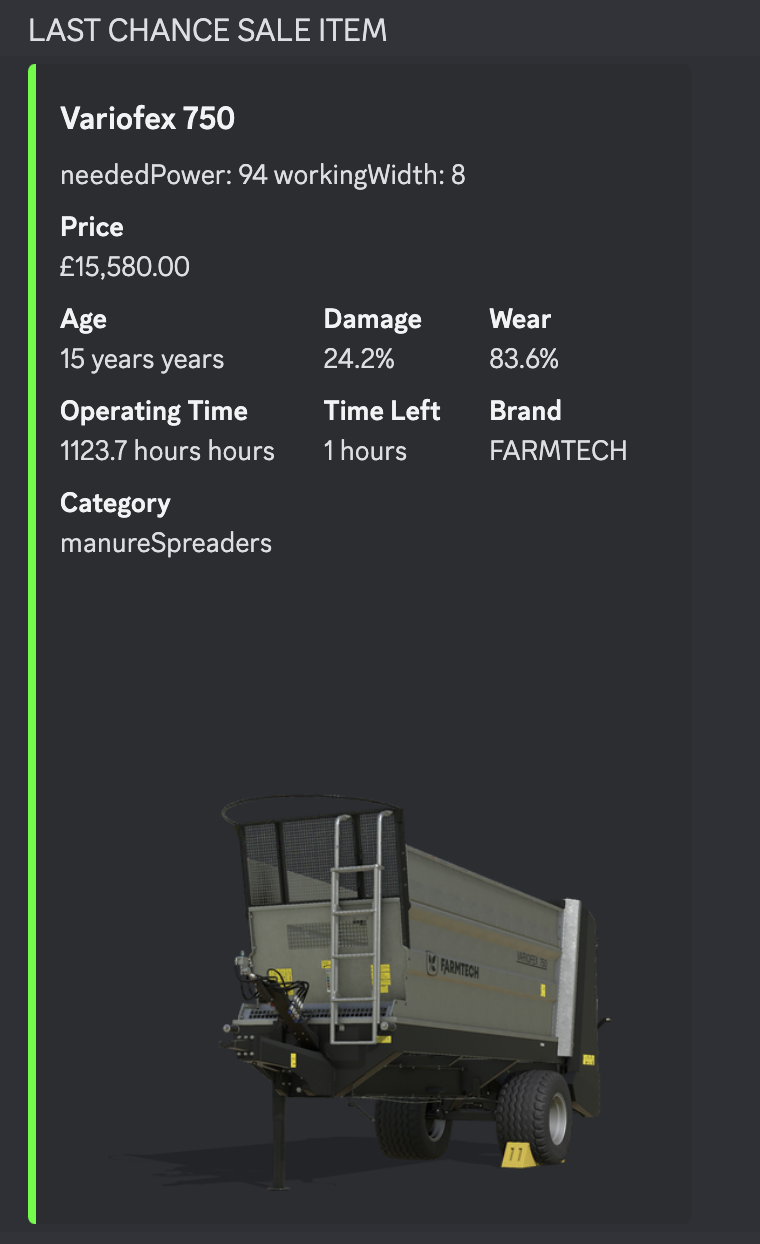 LAST CHANCE SALE ITEM
Variofex 750
neededPower: 94 workingWidth: 8
Price
£15,580.00
Age Damage Wear
15 years years 24.2% 83.6%
Operating Time Time Left Brand
1123.7 hours hours 1 hours FARMTECH
Category
manureSpreaders
FARMTECH
VARIOFEX 750